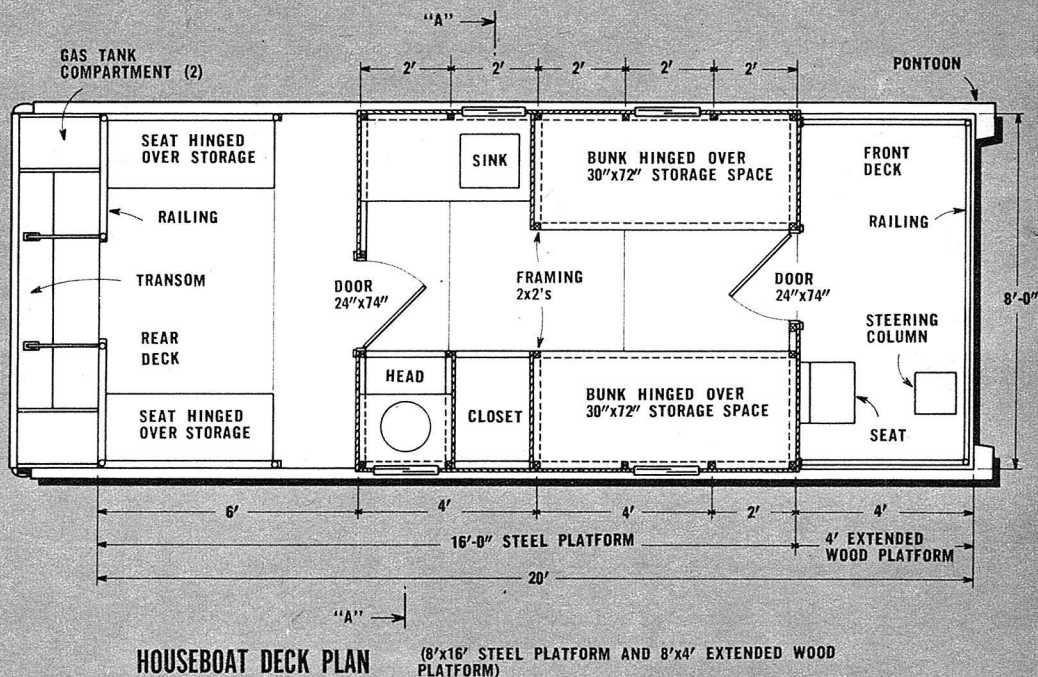 "A"
GAS TANK
COMPARTMENT (2)
2' 2' 2' 2' 2'
PONTOON
SEAT HINGED
OVER STORAGE
SINK
BUNK HINGED OVER
30"x72" STORAGE SPACE
FRONT
DECK
RAILING
RAILING
TRANSOM
DOOR
24"x74"
FRAMING
2x2's
DOOR
24"x74"
8'-0"
STEERING
COLUMN
REAR
DECK
HEAD
CLOSET
SEAT HINGED
OVER STORAGE
BUNK HINGED OVER
30"x72" STORAGE SPACE
SEAT
6' 4' 4' 2' 4'
16'-0" STEEL PLATFORM
4' EXTENDED
WOOD PLATFORM
20'
"A"
HOUSEBOAT DECK PLAN
(8'x16' STEEL PLATFORM AND 8'x4' EXTENDED WOOD
PLATFORM)